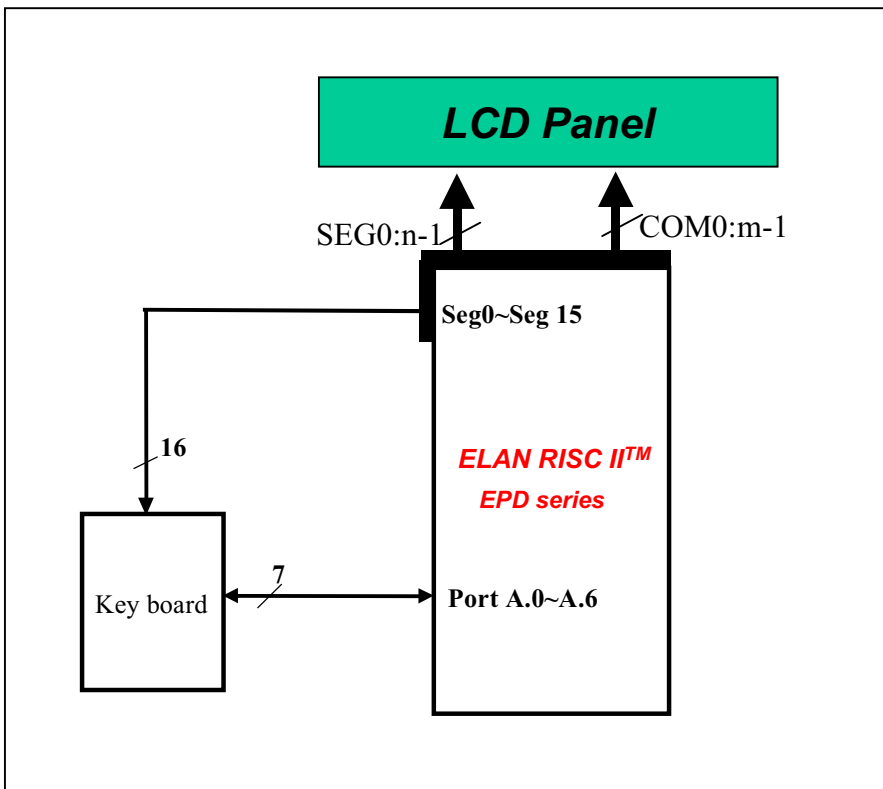 LCD Panel
SEG0:n-1
COM0:m-1
Seg0~Seg 15
16
ELAN RISC II™
EPD series
7
Key board
Port A.0~A.6